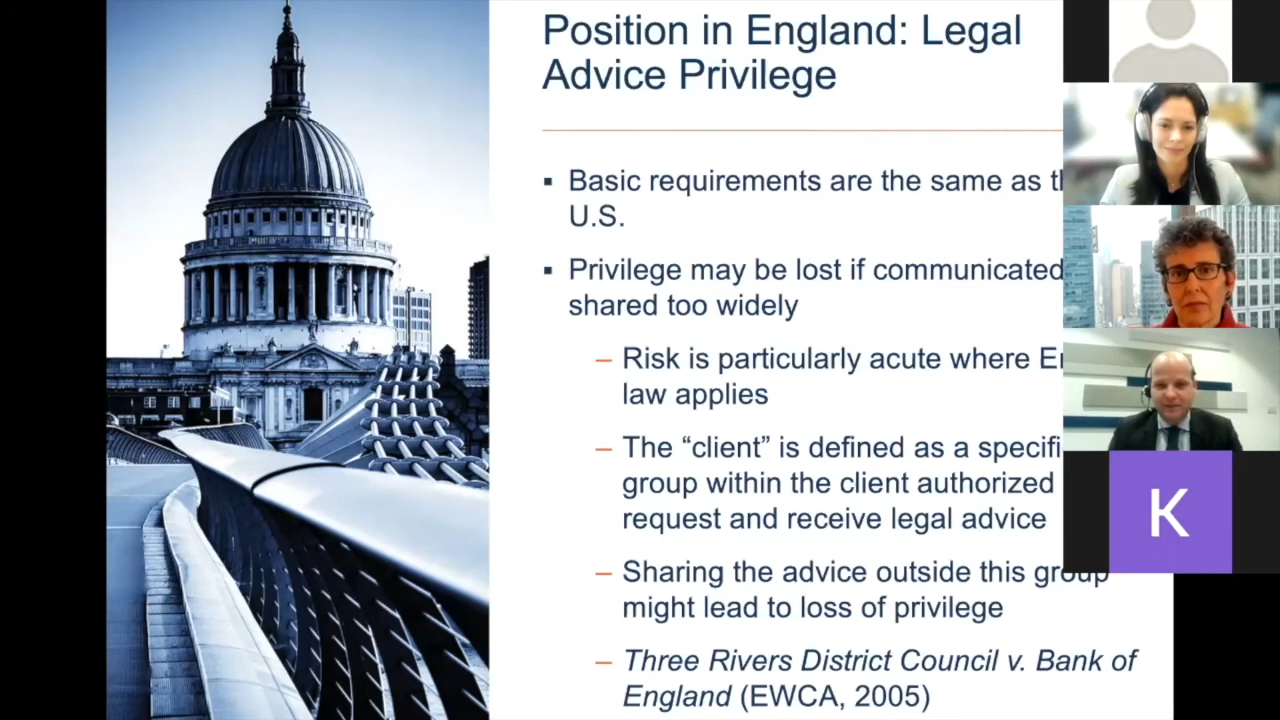 Position in England: Legal
Advice Privilege
▪ Basic requirements are the same as
U.S.
▪ Privilege may be lost if communicated
shared too widely
– Risk is particularly acute where
law applies
– The “client” is defined as a
group within the client authorized
request and receive legal advice
– Sharing the advice outside this group
might lead to loss of privilege
– Three Rivers District Council v. Bank of
England (EWCA, 2005)
K